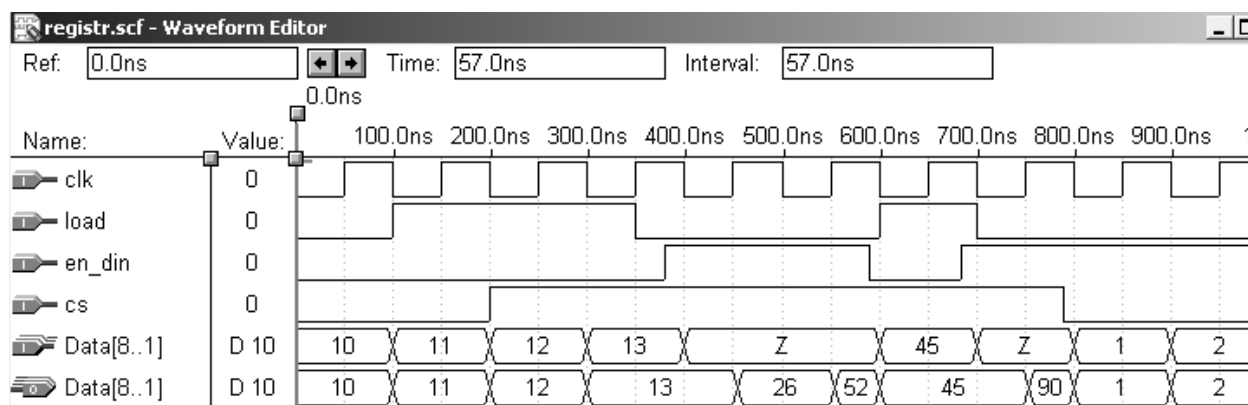 registr.scf - Waveform Editor
Ref: 0.0ns Time: 57.0ns Interval: 57.0ns
0.0ns
Name: Value: 100.0ns 200.0ns 300.0ns 400.0ns 500.0ns 600.0ns 700.0ns 800.0ns 900.0ns 1
clk 0
load 0
en_din 0
cs 0
Data[8..1] D 10 10 11 12 13 Z 45 Z 1 2
Data[8..1] D 10 10 11 12 13 26 52 45 90 1 2